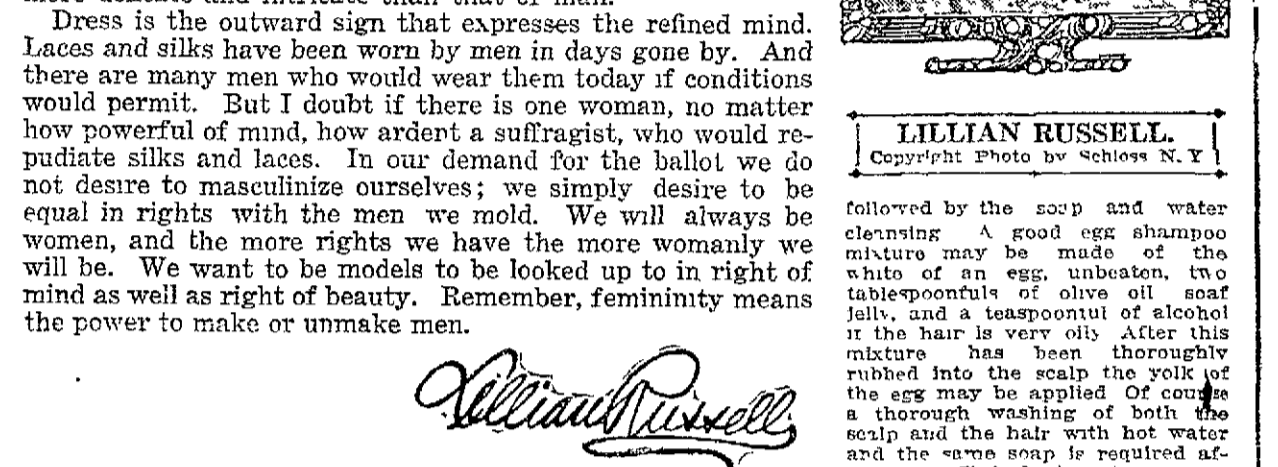 more delicate and intricate than that of man.
Dress is the outward sign that expresses the refined mind.
Laces and silks have been worn by men in days gone by. And
there are many men who would wear them today if conditions
would permit. But I doubt if there is one woman, no matter
how powerful of mind, how ardent a suffragist, who would re-
pudiate silks and laces. In our demand for the ballot we do
not desire to masculinize ourselves; we simply desire to be
equal in rights with the men we mold. We will always be
women, and the more rights we have the more womanly we
will be. We want to be models to be looked up to in right of
mind as well as right of beauty. Remember, femininity means
the power to make or unmake men.
Lillian Russell
LILLIAN RUSSELL.
Copyright Photo by Schloss N. Y
followed by the soap and water
cleansing A good egg shampoo
mixture may be made of the
white of an egg, unbeaten, two
tablespoonfuls of olive oil soap
jelly, and a teaspoonful of alcohol
if the hair is very oily After this
mixture has been thoroughly
rubbed into the scalp the yolk of
the egg may be applied Of course
a thorough washing of both the
scalp and the hair with hot water
and the same soap is required af-